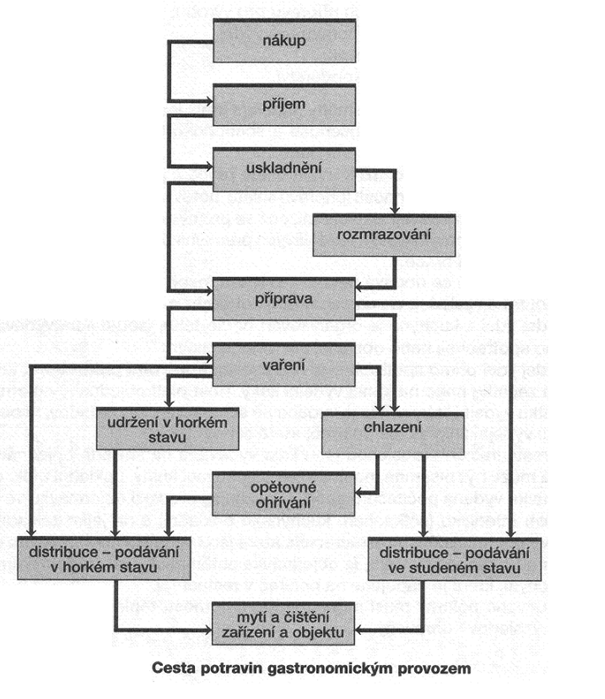 nákup
příjem
uskladnění
rozmrazování
příprava
vaření
udržení v horkém
stavu
chlazení
opětovné
ohřívání
distribuce – podávání
v horkém stavu
distribuce – podávání
ve studeném stavu
mytí a čištění
zařízení a objektu
Cesta potravin gastronomickým provozem